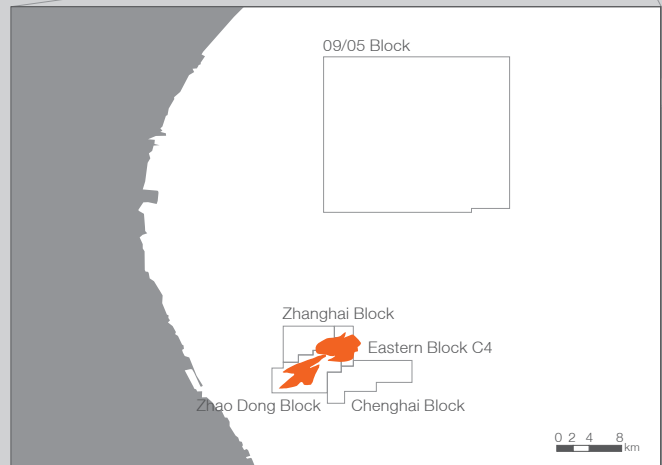 09/05 Block
Zhanghai Block
Eastern Block C4
Zhao Dong Block
Chenghai Block
0 2 4 8
km